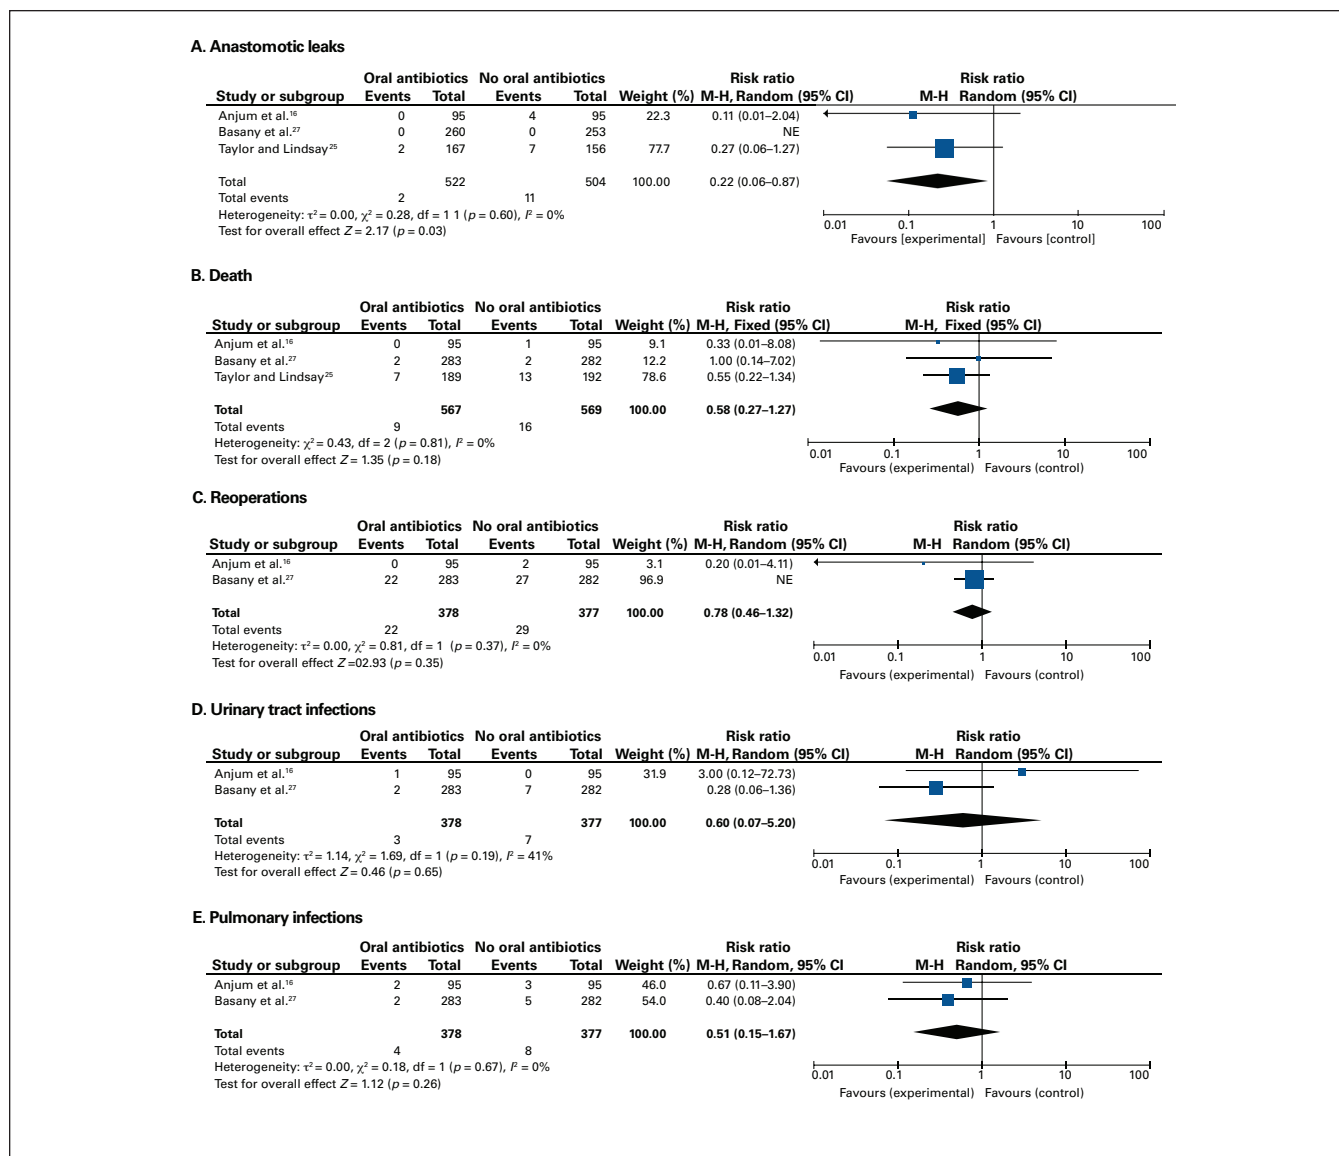 A. Anastomotic leaks
Oral antibiotics No oral antibiotics Risk ratio Risk ratio
Study or subgroup Events Total Events Total Weight (%) M-H, Random (95% CI) M-H Random (95% CI)
Anjum et al.16 0 95 4 95 22.3 0.11 (0.01–2.04)
Basany et al.27 0 260 0 253 NE
Taylor and Lindsay25 2 167 7 156 77.7 0.27 (0.06–1.27)
Total 522 504 100.00 0.22 (0.06–0.87)
Total events 2 11
Heterogeneity: τ² = 0.00, χ² = 0.28, df = 1 1 (p = 0.60), I² = 0%
Test for overall effect Z = 2.17 (p = 0.03)
0.01 0.1 1 10 100
Favours [experimental] Favours [control]
B. Death
Oral antibiotics No oral antibiotics Risk ratio Risk ratio
Study or subgroup Events Total Events Total Weight (%) M-H, Fixed (95% CI) M-H, Fixed (95% CI)
Anjum et al.16 0 95 1 95 9.1 0.33 (0.01–8.08)
Basany et al.27 2 283 2 282 12.2 1.00 (0.14–7.02)
Taylor and Lindsay25 7 189 13 192 78.6 0.55 (0.22–1.34)
Total 567 569 100.00 0.58 (0.27–1.27)
Total events 9 16
Heterogeneity: χ² = 0.43, df = 2 (p = 0.81), I² = 0%
Test for overall effect Z = 1.35 (p = 0.18)
0.01 0.1 1 10 100
Favours (experimental) Favours (control)
C. Reoperations
Oral antibiotics No oral antibiotics Risk ratio Risk ratio
Study or subgroup Events Total Events Total Weight (%) M-H, Random (95% CI) M-H Random (95% CI)
Anjum et al.16 0 95 2 95 3.1 0.20 (0.01–4.11)
Basany et al.27 22 283 27 282 96.9 NE
Total 378 377 100.00 0.78 (0.46–1.32)
Total events 22 29
Heterogeneity: τ² = 0.00, χ² = 0.81, df = 1 (p = 0.37), I² = 0%
Test for overall effect Z =02.93 (p = 0.35)
0.01 0.1 1 10 100
Favours (experimental) Favours (control)
D. Urinary tract infections
Oral antibiotics No oral antibiotics Risk ratio Risk ratio
Study or subgroup Events Total Events Total Weight (%) M-H, Random (95% CI) M-H Random (95% CI)
Anjum et al.16 1 95 0 95 31.9 3.00 (0.12–72.73)
Basany et al.27 2 283 7 282 0.28 (0.06–1.36)
Total 378 377 100.00 0.60 (0.07–5.20)
Total events 3 7
Heterogeneity: τ² = 1.14, χ² = 1.69, df = 1 (p = 0.19), I² = 41%
Test for overall effect Z = 0.46 (p = 0.65)
0.01 0.1 1 10 100
Favours (experimental) Favours (control)
E. Pulmonary infections
Oral antibiotics No oral antibiotics Risk ratio Risk ratio
Study or subgroup Events Total Events Total Weight (%) M-H, Random, 95% CI M-H Random, 95% CI
Anjum et al.16 2 95 3 95 46.0 0.67 (0.11–3.90)
Basany et al.27 2 283 5 282 54.0 0.40 (0.08–2.04)
Total 378 377 100.00 0.51 (0.15–1.67)
Total events 4 8
Heterogeneity: τ² = 0.00, χ² = 0.18, df = 1 (p = 0.67), I² = 0%
Test for overall effect Z = 1.12 (p = 0.26)
0.01 0.1 1 10 100
Favours (experimental) Favours (control)